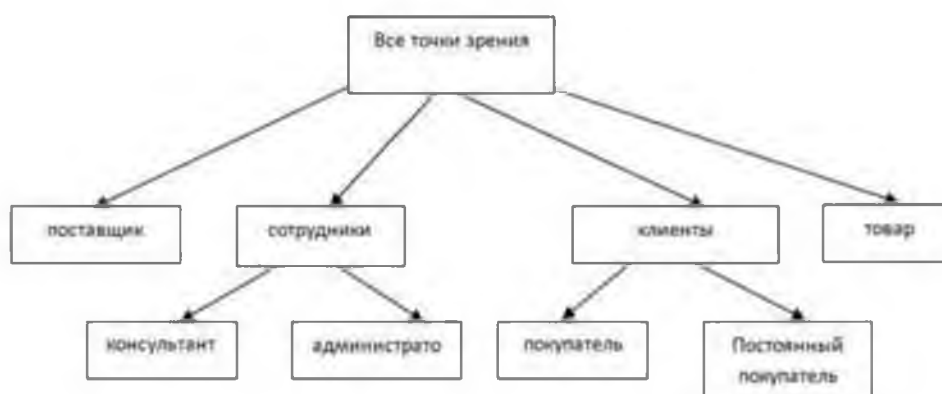 Все точки зрения
поставщик
сотрудники
клиенты
товар
консультант
администрато
покупатель
Постоянный
покупатель